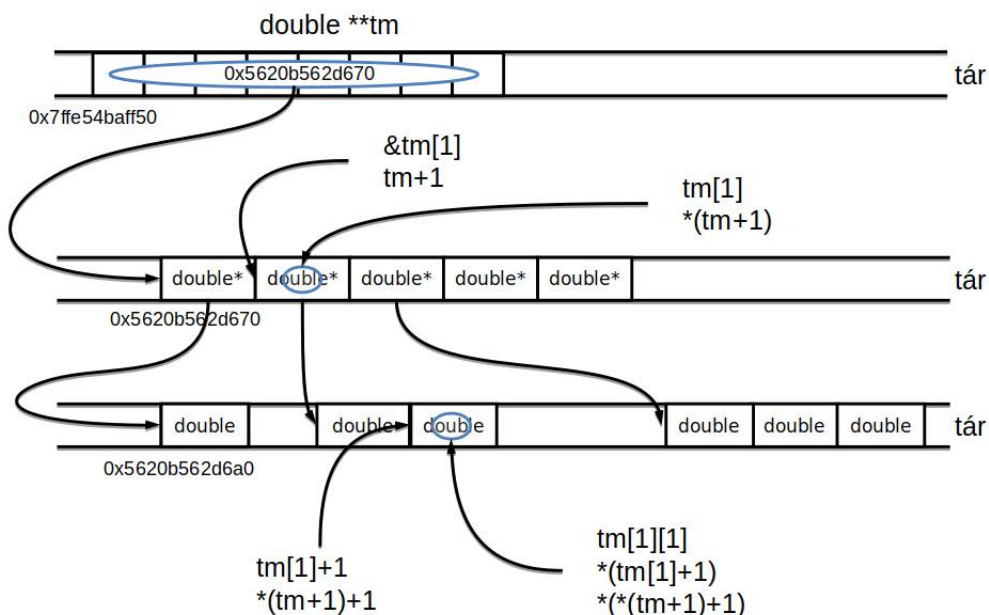 double **tm
0x5620b562d670
tár
0x7ffe54baff50
&tm[1]
tm+1
tm[1]
*(tm+1)
double* double* double* double* double*
tár
0x5620b562d670
double double double double double double
tár
0x5620b562d6a0
tm[1]+1
*(tm+1)+1
tm[1][1]
*(tm[1]+1)
*(*(tm+1)+1)